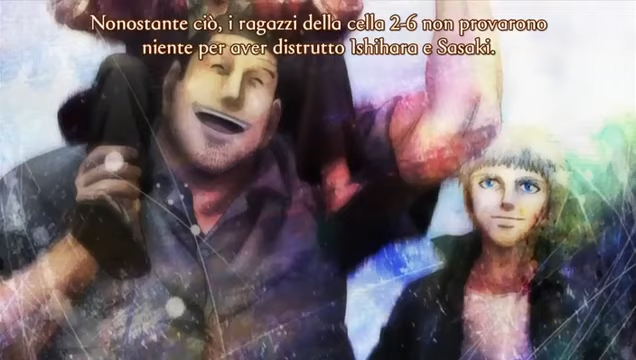 Nonostante ciò, i ragazzi della cella 2-6 non provarono
niente per aver distrutto Ishihara e Sasaki.